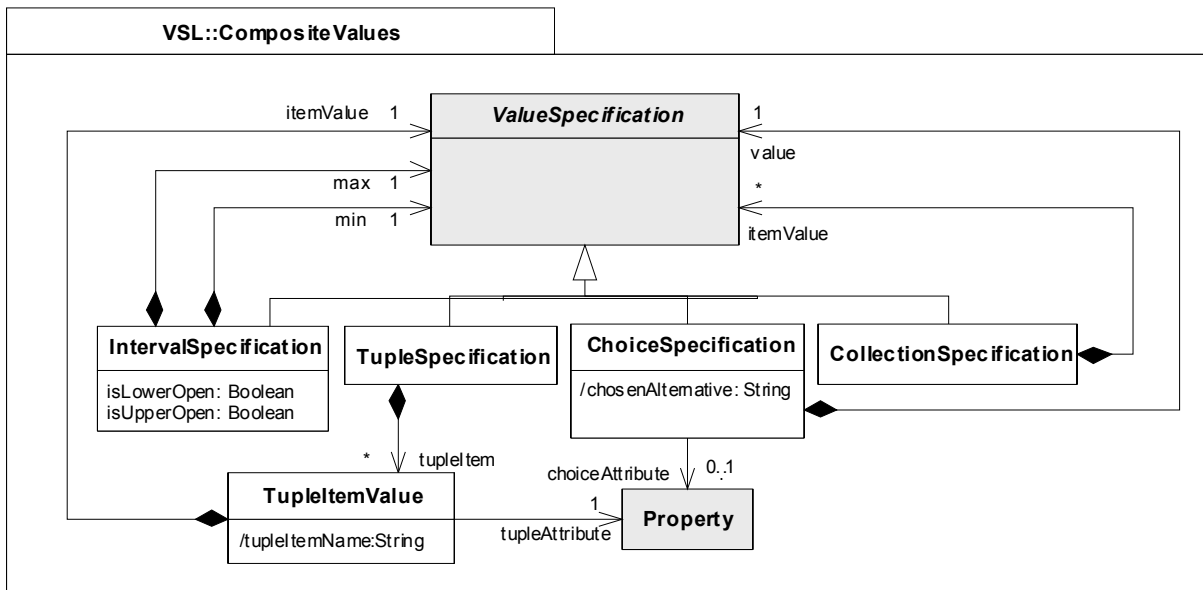 VSL::CompositeValues
itemValue 1
ValueSpecification
1
value
max 1
*
min 1
itemValue
IntervalSpecification
isLowerOpen: Boolean
isUpperOpen: Boolean
TupleSpecification
ChoiceSpecification
/chosenAlternative: String
CollectionSpecification
* tupleItem
choiceAttribute 0..1
TupleItemValue
/tupleItemName:String
1
tupleAttribute
Property